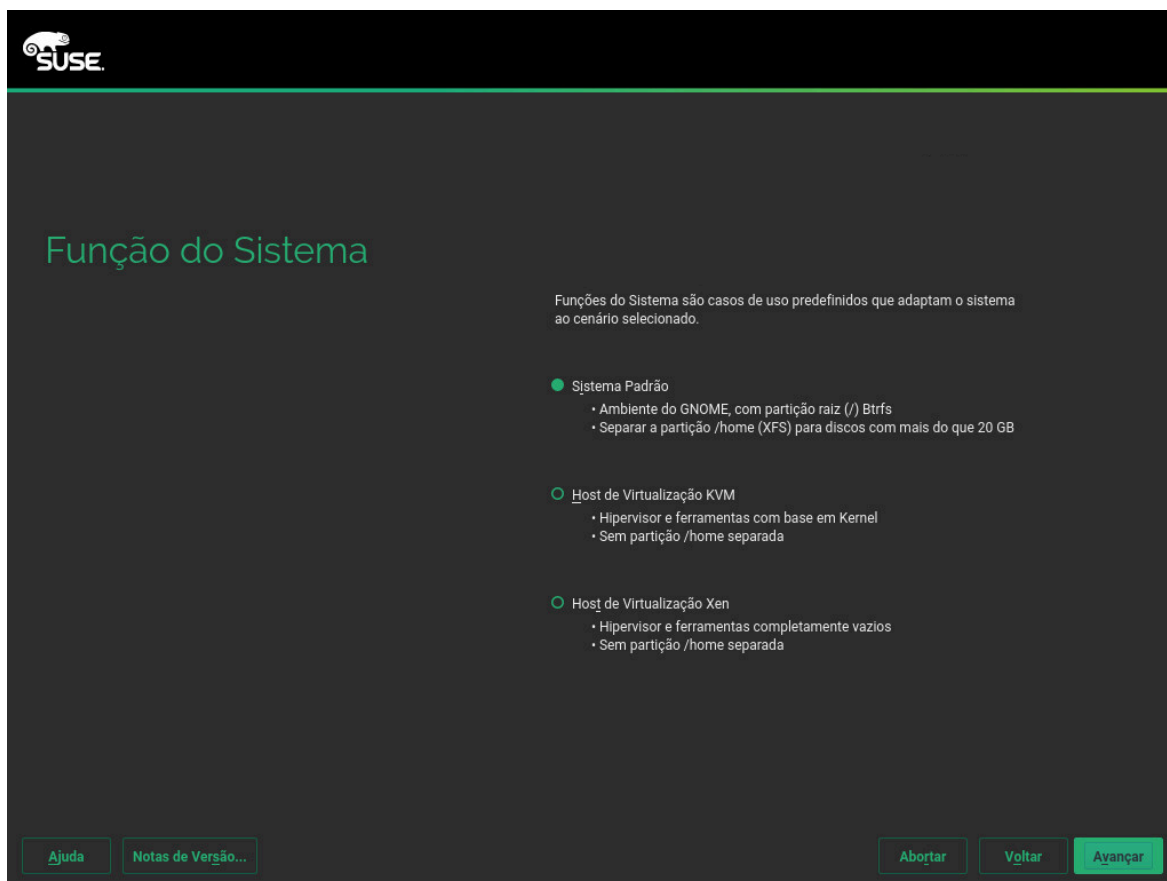 SUSE.
Função do Sistema
Funções do Sistema são casos de uso predefinidos que adaptam o sistema
ao cenário selecionado.
Sistema Padrão
• Ambiente do GNOME, com partição raiz (/) Btrfs
• Separar a partição /home (XFS) para discos com mais do que 20 GB
Host de Virtualização KVM
• Hipervisor e ferramentas com base em Kernel
• Sem partição /home separada
Host de Virtualização Xen
• Hipervisor e ferramentas completamente vazios
• Sem partição /home separada
Ajuda
Notas de Versão...
Abortar
Voltar
Avançar